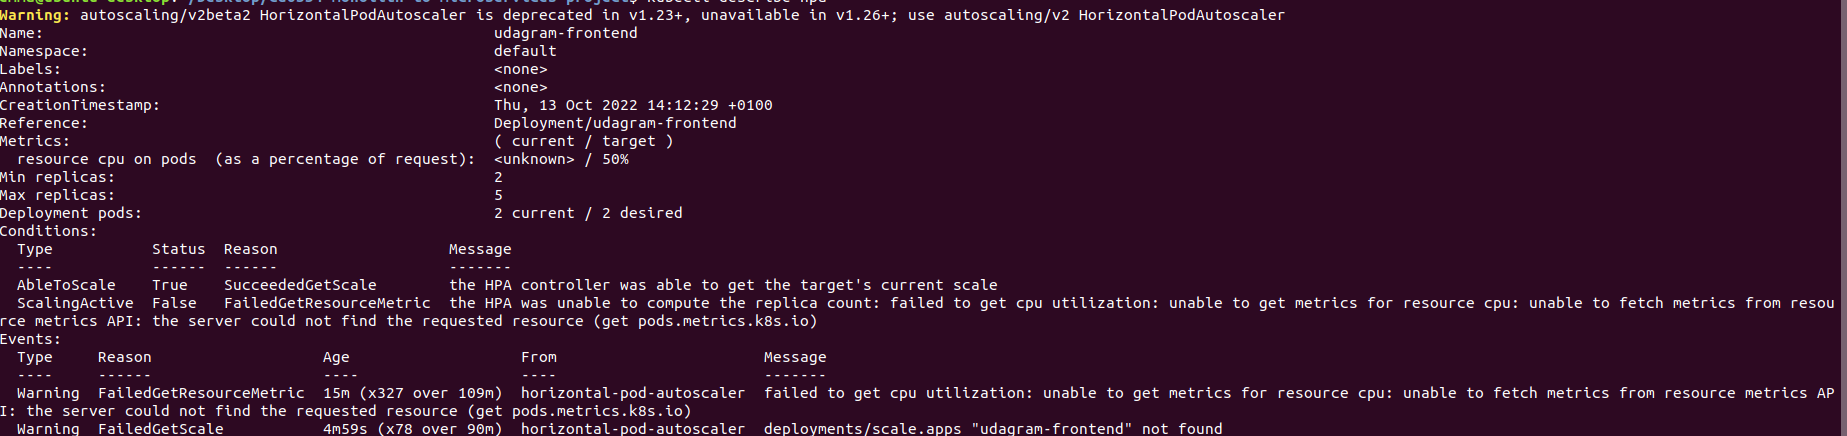 Warning: autoscaling/v2beta2 HorizontalPodAutoscaler is deprecated in v1.23+, unavailable in v1.26+; use autoscaling/v2 HorizontalPodAutoscaler
Name: udagram-frontend
Namespace: default
Labels: <none>
Annotations: <none>
CreationTimestamp: Thu, 13 Oct 2022 14:12:29 +0100
Reference: Deployment/udagram-frontend
Metrics: ( current / target )
resource cpu on pods (as a percentage of request): <unknown> / 50%
Min replicas: 2
Max replicas: 5
Deployment pods: 2 current / 2 desired
Conditions:
Type Status Reason Message
---- ------ ------ -------
AbleToScale True SucceededGetScale the HPA controller was able to get the target's current scale
ScalingActive False FailedGetResourceMetric the HPA was unable to compute the replica count: failed to get cpu utilization: unable to get metrics for resource cpu: unable to fetch metrics from resou
rce metrics API: the server could not find the requested resource (get pods.metrics.k8s.io)
Events:
Type Reason Age From Message
---- ------ ---- ---- -------
Warning FailedGetResourceMetric 15m (x327 over 109m) horizontal-pod-autoscaler failed to get cpu utilization: unable to get metrics for resource cpu: unable to fetch metrics from resource metrics AP
I: the server could not find the requested resource (get pods.metrics.k8s.io)
Warning FailedGetScale 4m59s (x78 over 90m) horizontal-pod-autoscaler deployments/scale.apps "udagram-frontend" not found